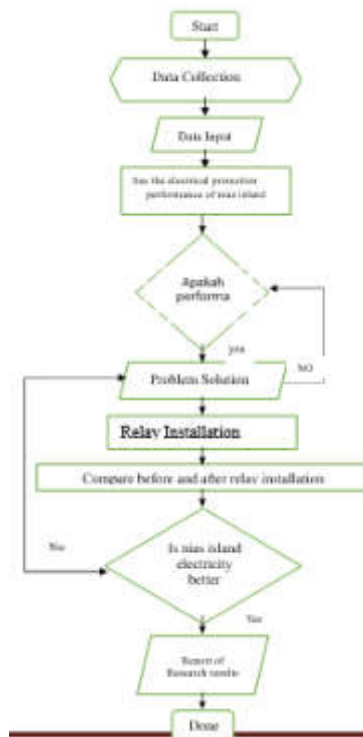 Start
Data Collection
Data Input
See the electrical protection
performance of nias island
Apakah
performa
yes
NO
Problem Solution
Relay Installation
Compare before and after relay installation
Is nias island
electricity
better
No
Yes
Report of
Research results
Done